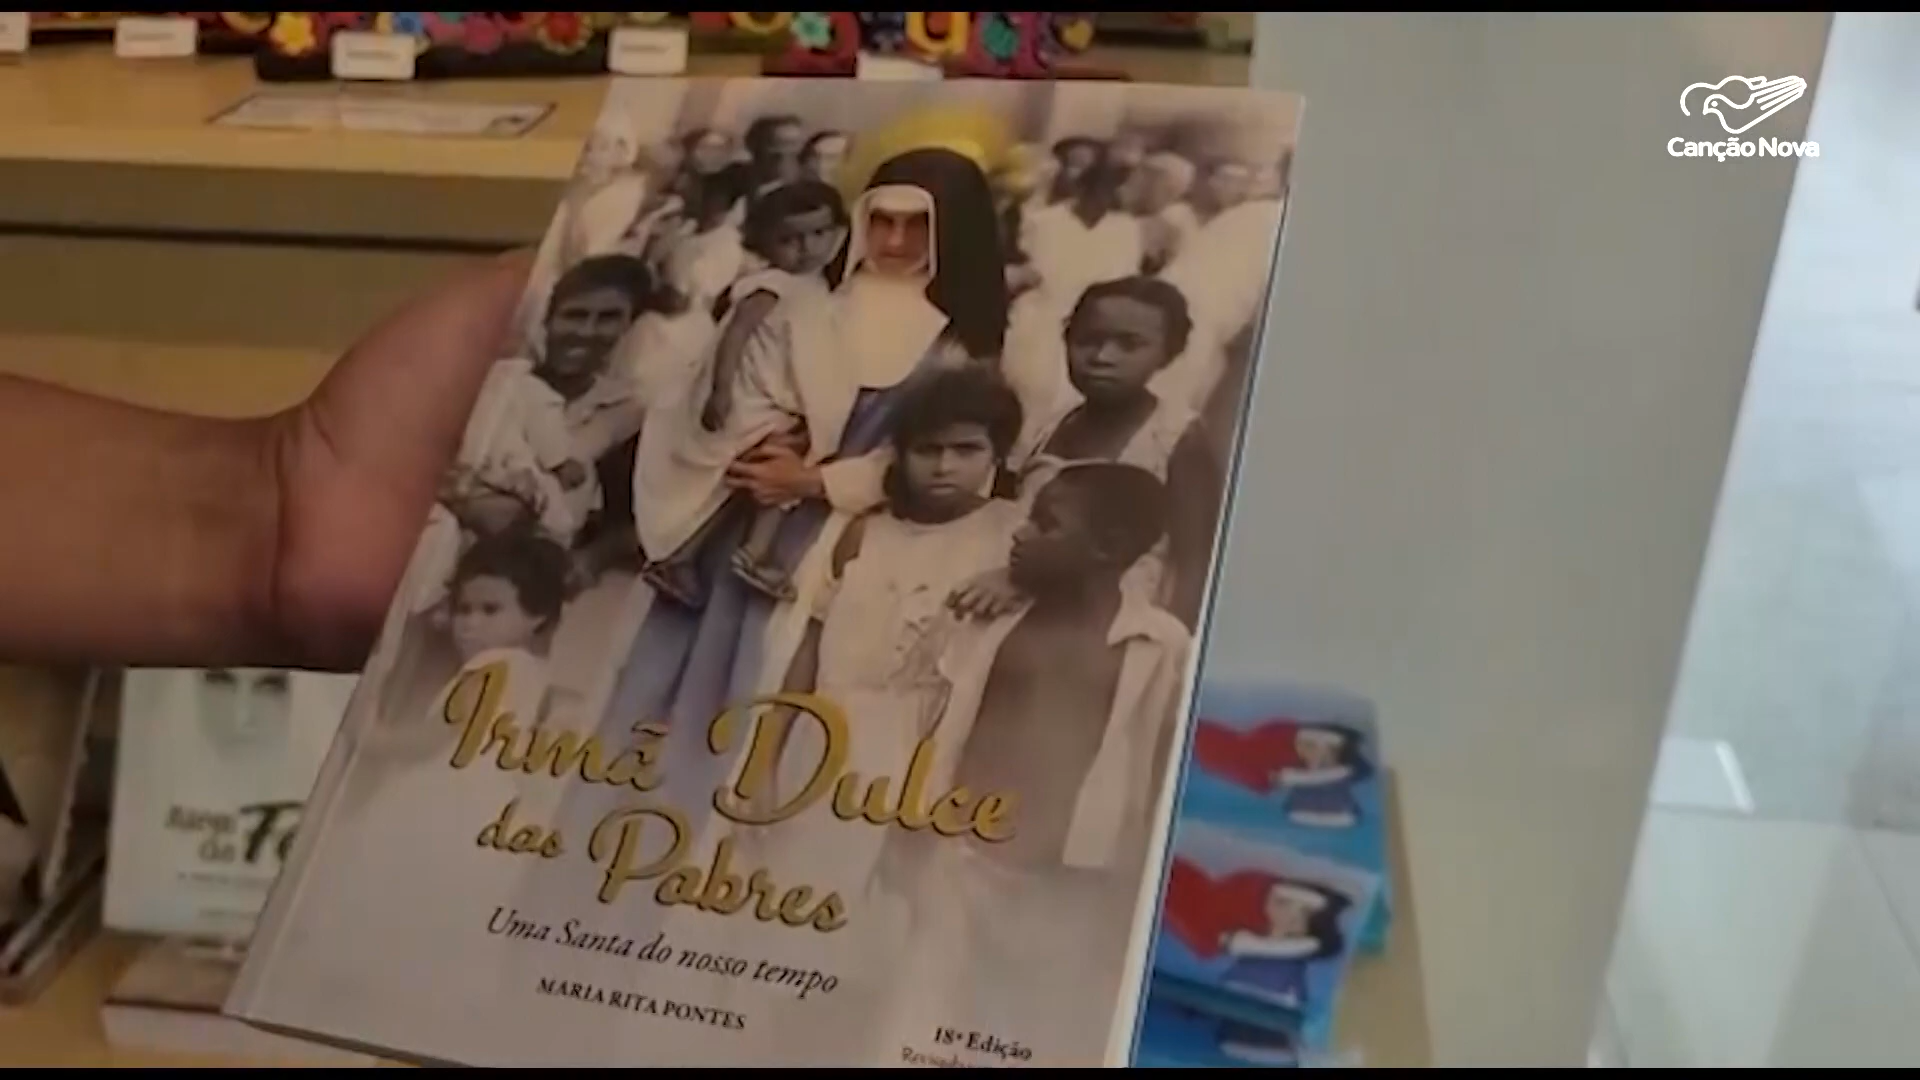 Canção Nova
Irmã Dulce
dos Pobres
Uma Santa do nosso tempo
MARIA RITA PONTES
18ª Edição